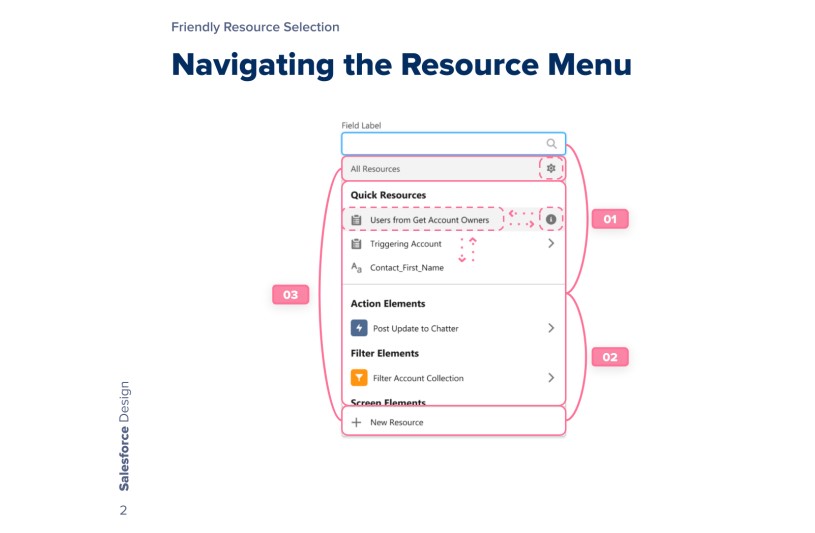 Friendly Resource Selection
Navigating the Resource Menu
Field Label
All Resources
Quick Resources
Users from Get Account Owners
Triggering Account
Aa Contact_First_Name
Action Elements
Post Update to Chatter
Filter Elements
Filter Account Collection
Screen Elements
New Resource
01
02
03
Salesforce Design
2